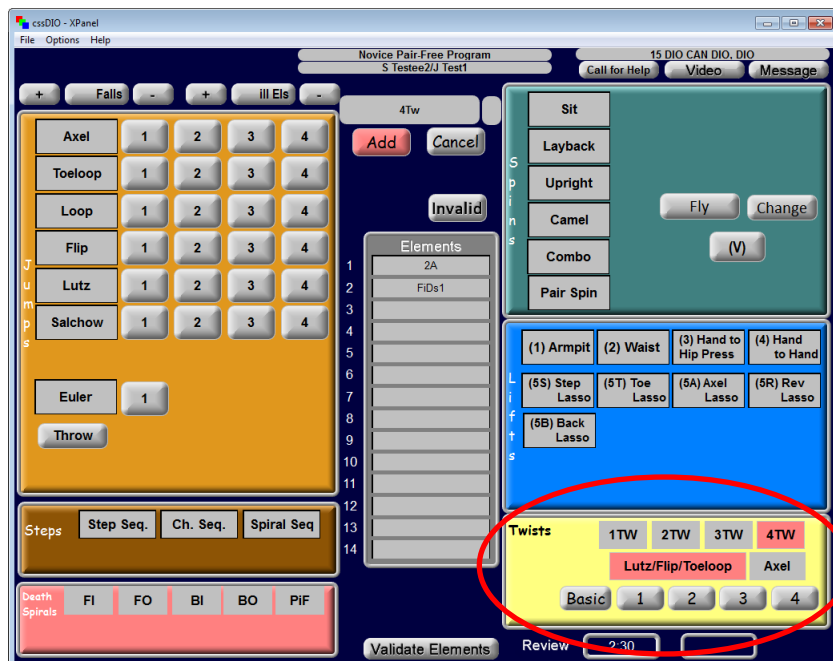 cssDIO - XPanel
File Options Help
Novice Pair-Free Program
S Testee2/J Test1
15 DIO CAN DIO, DIO
Call for Help Video Message
+ Falls - + ill Els -
4Tw
Add Cancel
Invalid
Jumps
Axel 1 2 3 4
Toeloop 1 2 3 4
Loop 1 2 3 4
Flip 1 2 3 4
Lutz 1 2 3 4
Salchow 1 2 3 4
Euler 1
Throw
Elements
1 2A
2 FiDs1
3
4
5
6
7
8
9
10
11
12
13
14
Spins
Sit
Layback
Upright
Camel
Combo
Pair Spin
Fly Change
(V)
Lifts
(1) Armpit (2) Waist (3) Hand to Hip Press (4) Hand to Hand
(5S) Step Lasso (5T) Toe Lasso (5A) Axel Lasso (5R) Rev Lasso
(5B) Back Lasso
Steps
Step Seq. Ch. Seq. Spiral Seq
Death Spirals
FI FO BI BO PiF
Twists
1TW 2TW 3TW 4TW
Lutz/Flip/Toeloop Axel
Basic 1 2 3 4
Validate Elements
Review 2:30